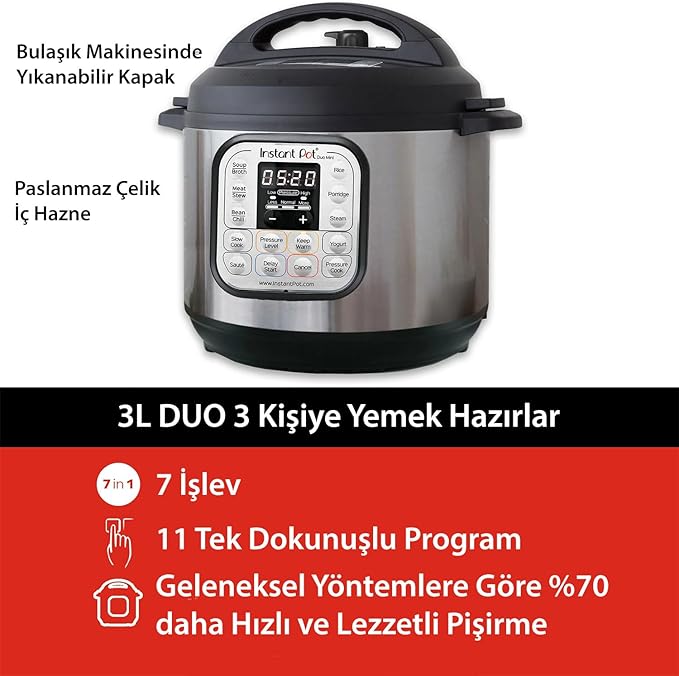 Bulaşık Makinesinde
Yıkanabilir Kapak
Paslanmaz Çelik
İç Hazne
Instant Pot®
Duo Mini
Soup
Broth
Meat
Stew
Bean
Chili
05:20
Low Pressure High
Less Normal More
− +
Rice
Porridge
Steam
Slow
Cook
Pressure
Level
Keep
Warm
Yogurt
Sauté
Delay
Start
Cancel
Pressure
Cook
www.InstantPot.com
3L DUO 3 Kişiye Yemek Hazırlar
7 in 1
7 İşlev
11 Tek Dokunuşlu Program
Geleneksel Yöntemlere Göre %70
daha Hızlı ve Lezzetli Pişirme